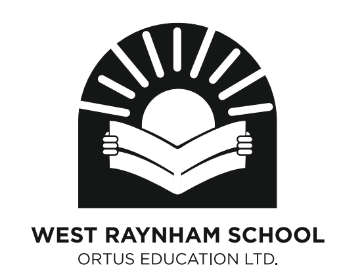 WEST RAYNHAM SCHOOL
ORTUS EDUCATION LTD.